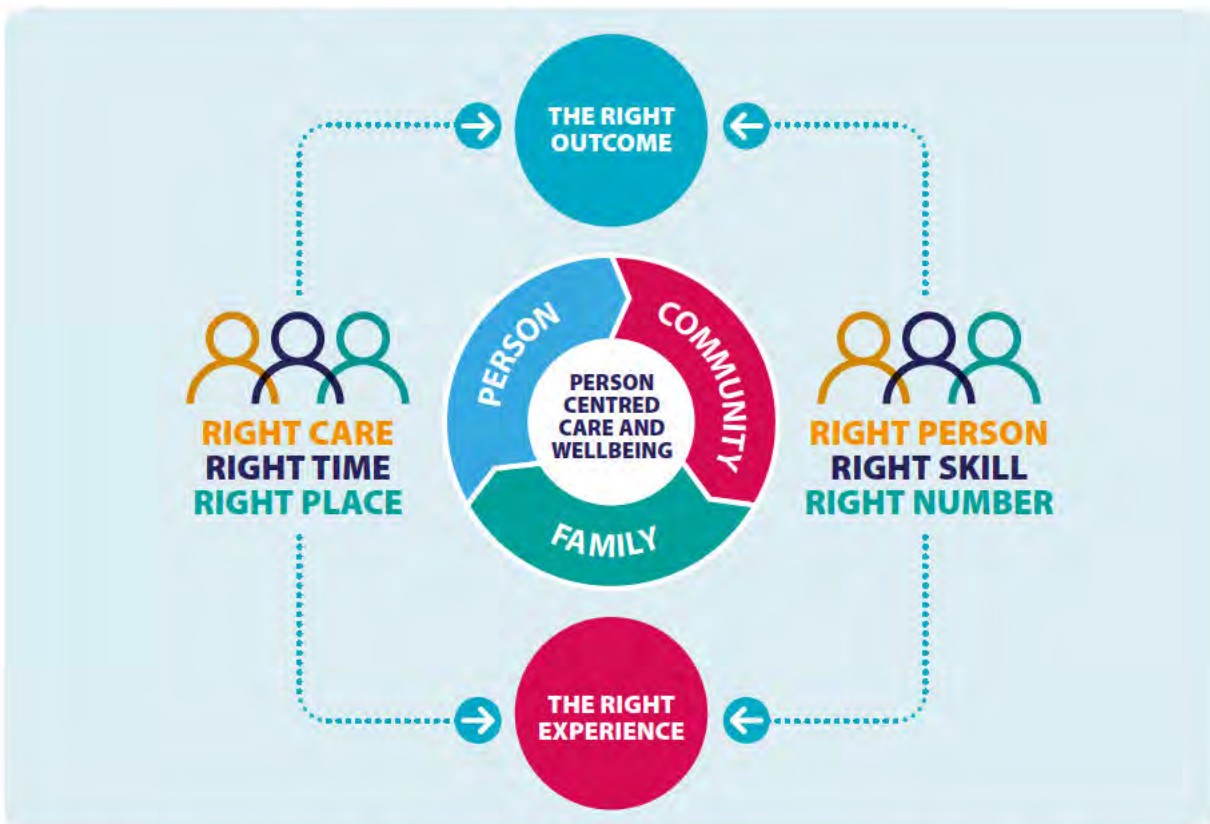 THE RIGHT
OUTCOME
PERSON
COMMUNITY
FAMILY
PERSON
CENTRED
CARE AND
WELLBEING
RIGHT CARE
RIGHT TIME
RIGHT PLACE
RIGHT PERSON
RIGHT SKILL
RIGHT NUMBER
THE RIGHT
EXPERIENCE